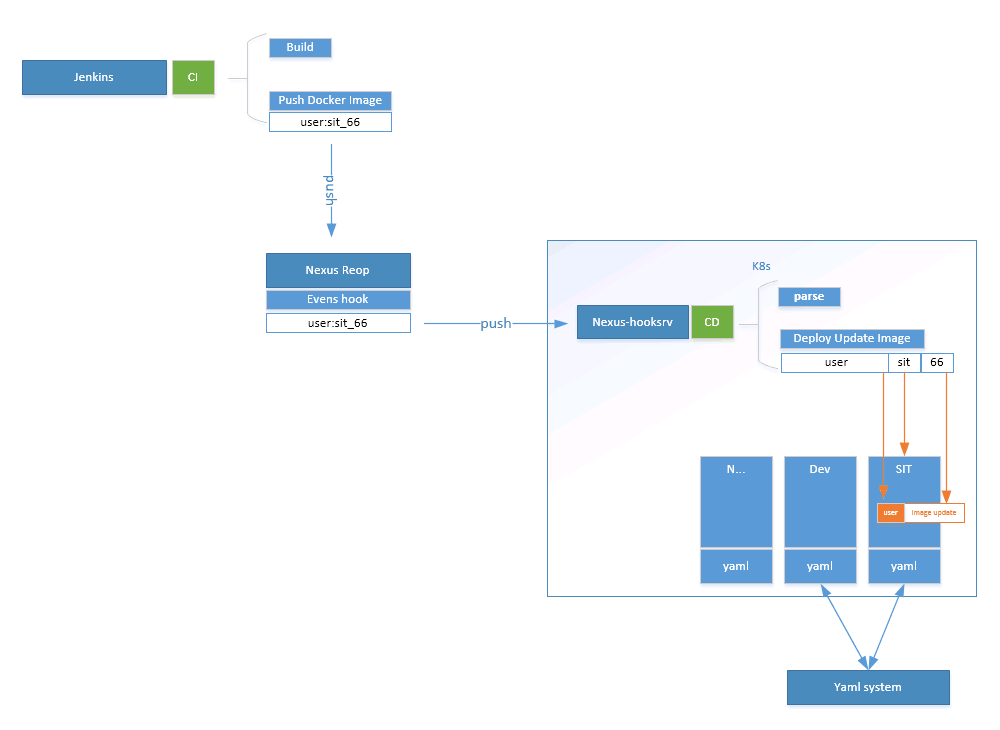 Build
Jenkins
CI
Push Docker Image
user:sit_66
push
Nexus Reop
Evens hook
user:sit_66
push
K8s
Nexus-hooksrv
CD
parse
Deploy Update Image
user
sit
66
N...
Dev
SIT
user
image update
yaml
yaml
yaml
Yaml system